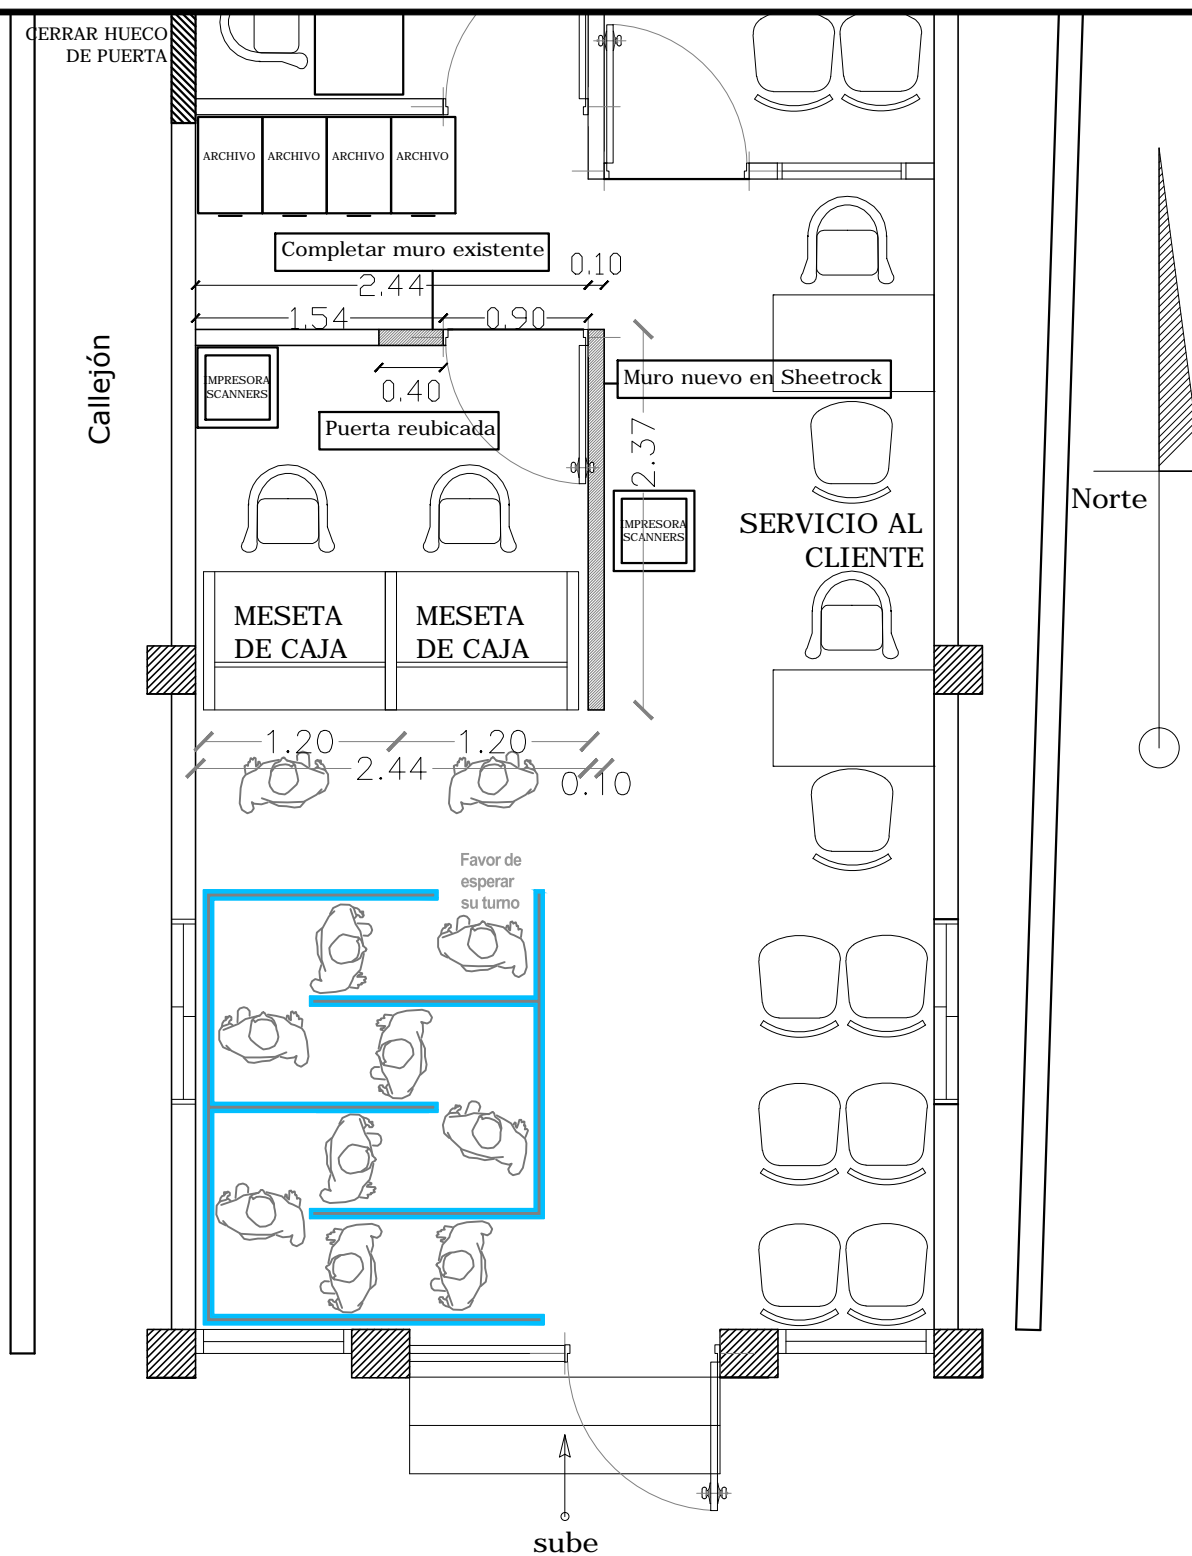 CERRAR HUECO
DE PUERTA
ARCHIVO
ARCHIVO
ARCHIVO
ARCHIVO
Completar muro existente
0.10
2.44
1.54
0.90
Callejón
IMPRESORA
SCANNERS
0.40
Muro nuevo en Sheetrock
Puerta reubicada
2.37
Norte
IMPRESORA
SCANNERS
SERVICIO AL
CLIENTE
MESETA
DE CAJA
MESETA
DE CAJA
1.20
1.20
2.44
0.10
Favor de
esperar
su turno
sube